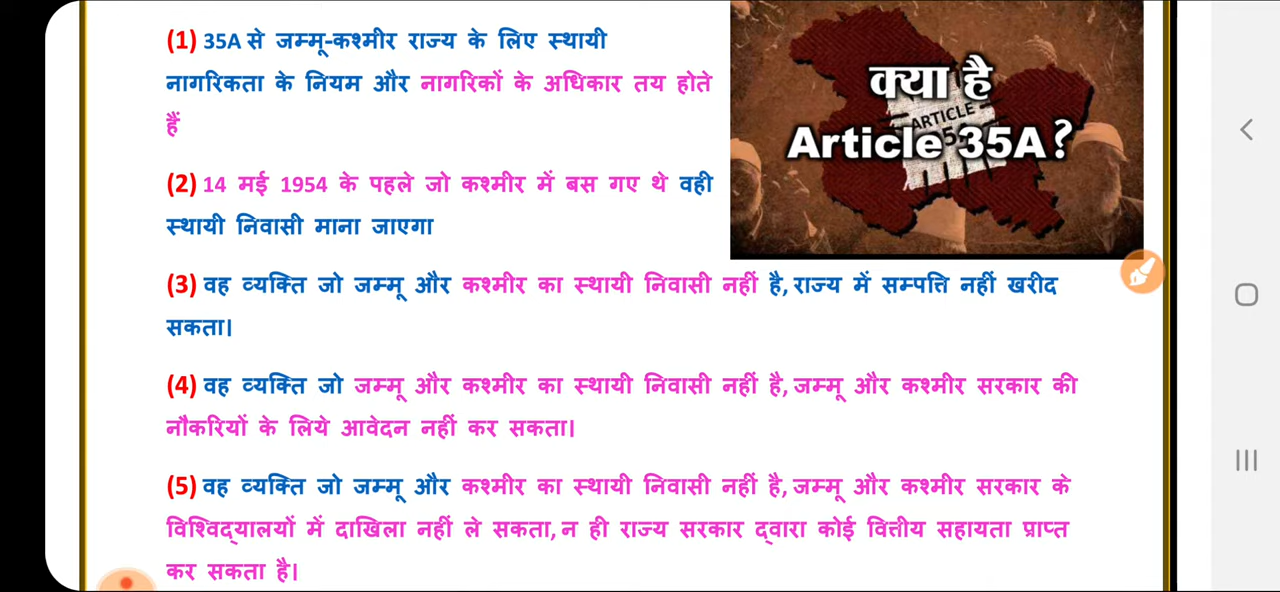 (1) 35A से जम्मू-कश्मीर राज्य के लिए स्थायी
नागरिकता के नियम और नागरिकों के अधिकार तय होते
हैं
क्या है
ARTICLE
35A
Article 35A?
(2) 14 मई 1954 के पहले जो कश्मीर में बस गए थे वही
स्थायी निवासी माना जाएगा
(3) वह व्यक्ति जो जम्मू और कश्मीर का स्थायी निवासी नहीं है, राज्य में सम्पत्ति नहीं खरीद
सकता।
(4) वह व्यक्ति जो जम्मू और कश्मीर का स्थायी निवासी नहीं है, जम्मू और कश्मीर सरकार की
नौकरियों के लिये आवेदन नहीं कर सकता।
(5) वह व्यक्ति जो जम्मू और कश्मीर का स्थायी निवासी नहीं है, जम्मू और कश्मीर सरकार के
विश्विद्यालयों में दाखिला नहीं ले सकता, न ही राज्य सरकार द्वारा कोई वित्तीय सहायता प्राप्त
कर सकता है।